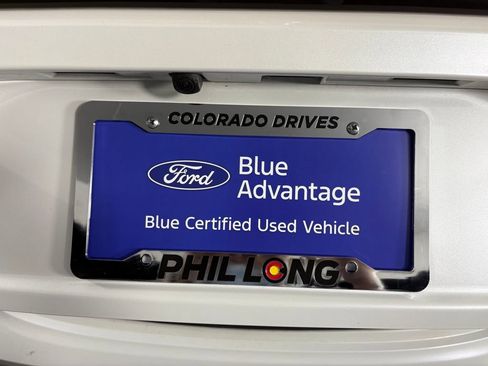 COLORADO DRIVES
Ford
Blue
Advantage
Blue Certified Used Vehicle
PHIL LONG